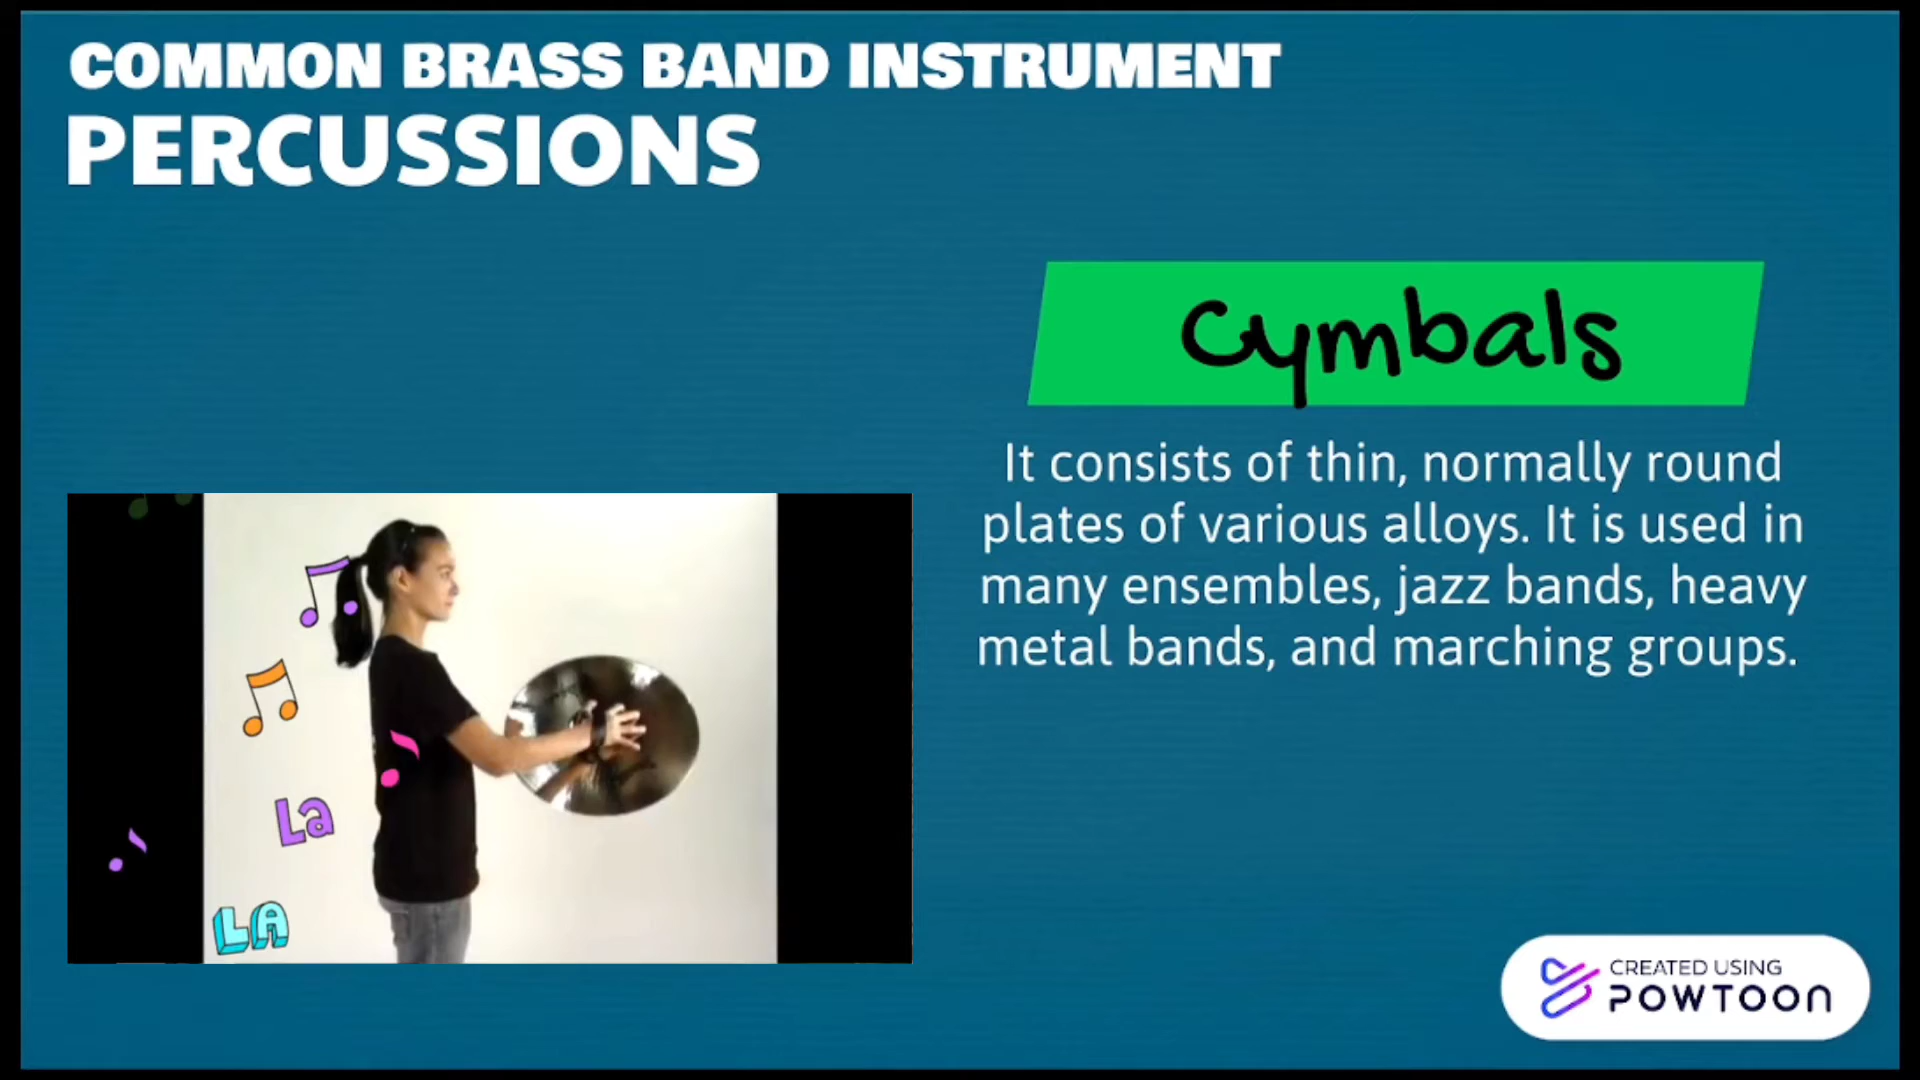 COMMON BRASS BAND INSTRUMENT
PERCUSSIONS
Cymbals
It consists of thin, normally round
plates of various alloys. It is used in
many ensembles, jazz bands, heavy
metal bands, and marching groups.
La
LA
CREATED USING
POWTOON